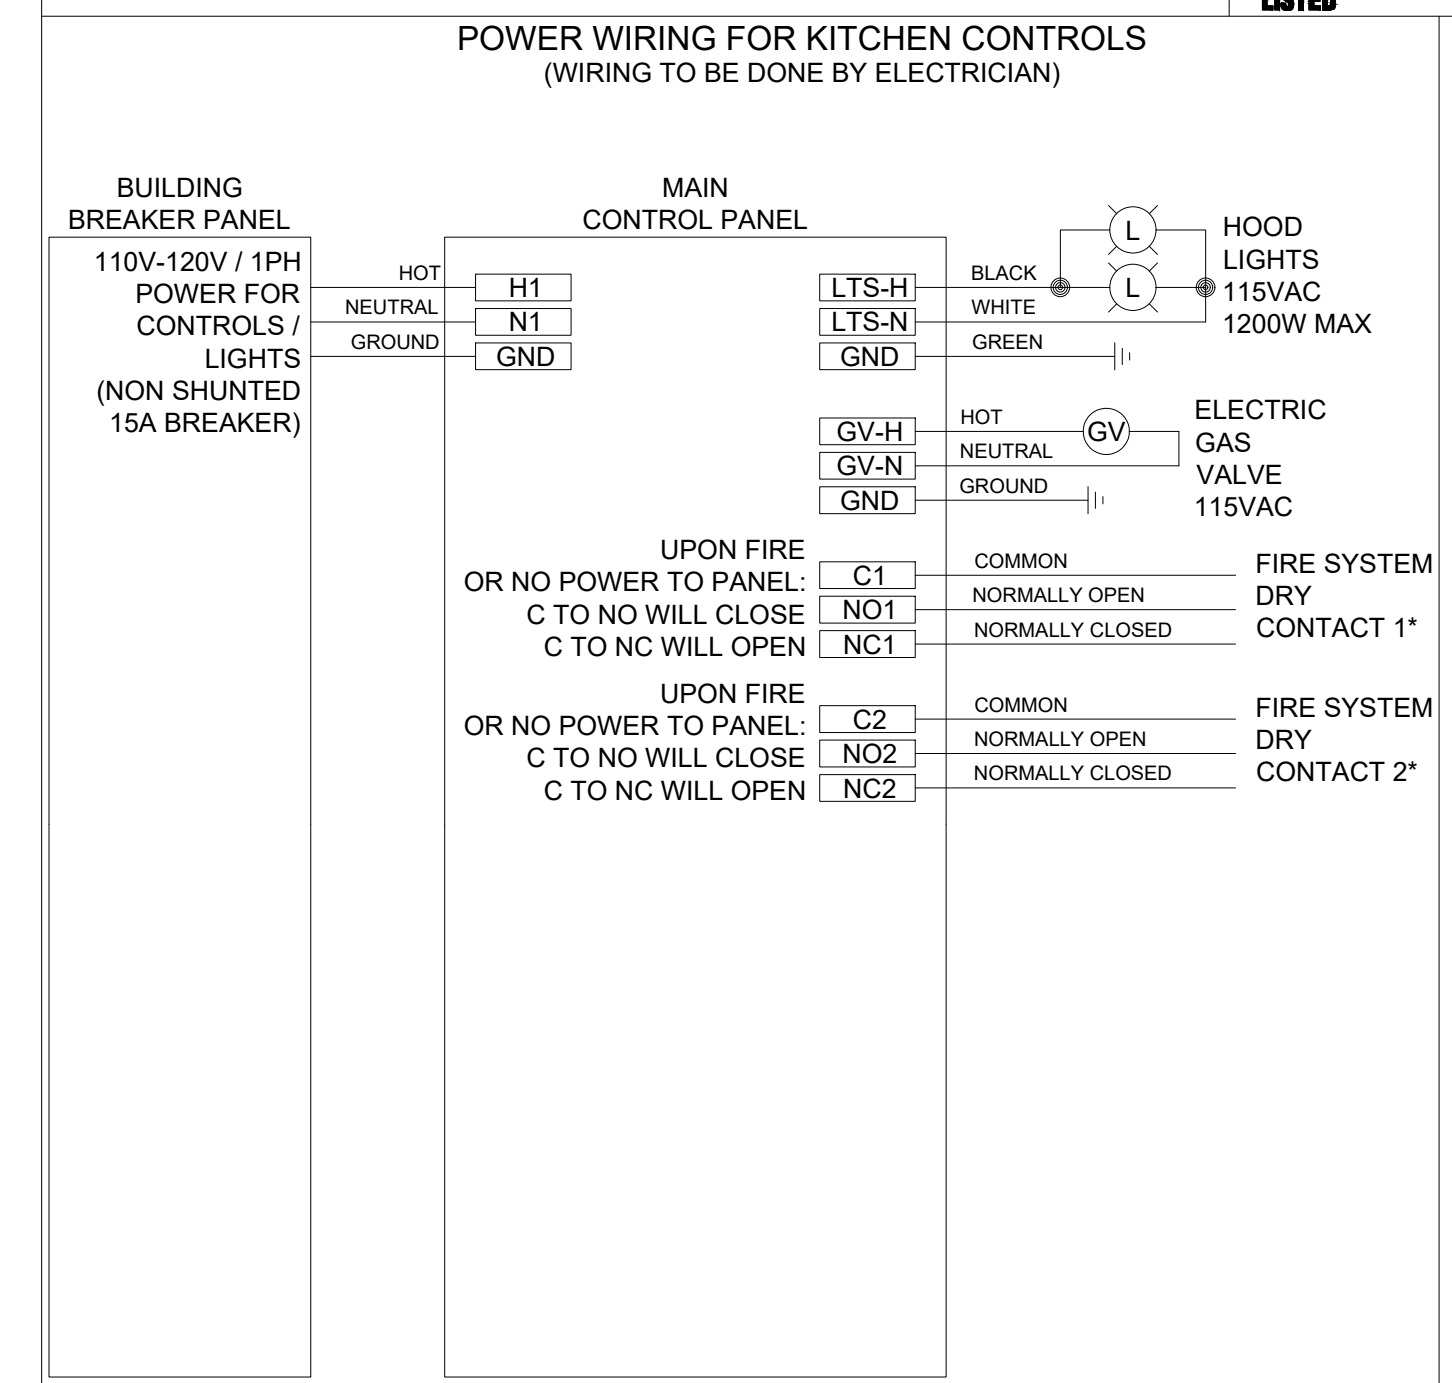 LISTED
POWER WIRING FOR KITCHEN CONTROLS
(WIRING TO BE DONE BY ELECTRICIAN)
BUILDING
BREAKER PANEL
110V-120V / 1PH
POWER FOR
CONTROLS /
LIGHTS
(NON SHUNTED
15A BREAKER)
HOT
NEUTRAL
GROUND
MAIN
CONTROL PANEL
H1
N1
GND
LTS-H
LTS-N
GND
BLACK
WHITE
GREEN
L
L
HOOD
LIGHTS
115VAC
1200W MAX
GV-H
GV-N
GND
HOT
NEUTRAL
GROUND
GV
ELECTRIC
GAS
VALVE
115VAC
UPON FIRE
OR NO POWER TO PANEL:
C TO NO WILL CLOSE
C TO NC WILL OPEN
C1
NO1
NC1
COMMON
NORMALLY OPEN
NORMALLY CLOSED
FIRE SYSTEM
DRY
CONTACT 1*
UPON FIRE
OR NO POWER TO PANEL:
C TO NO WILL CLOSE
C TO NC WILL OPEN
C2
NO2
NC2
COMMON
NORMALLY OPEN
NORMALLY CLOSED
FIRE SYSTEM
DRY
CONTACT 2*